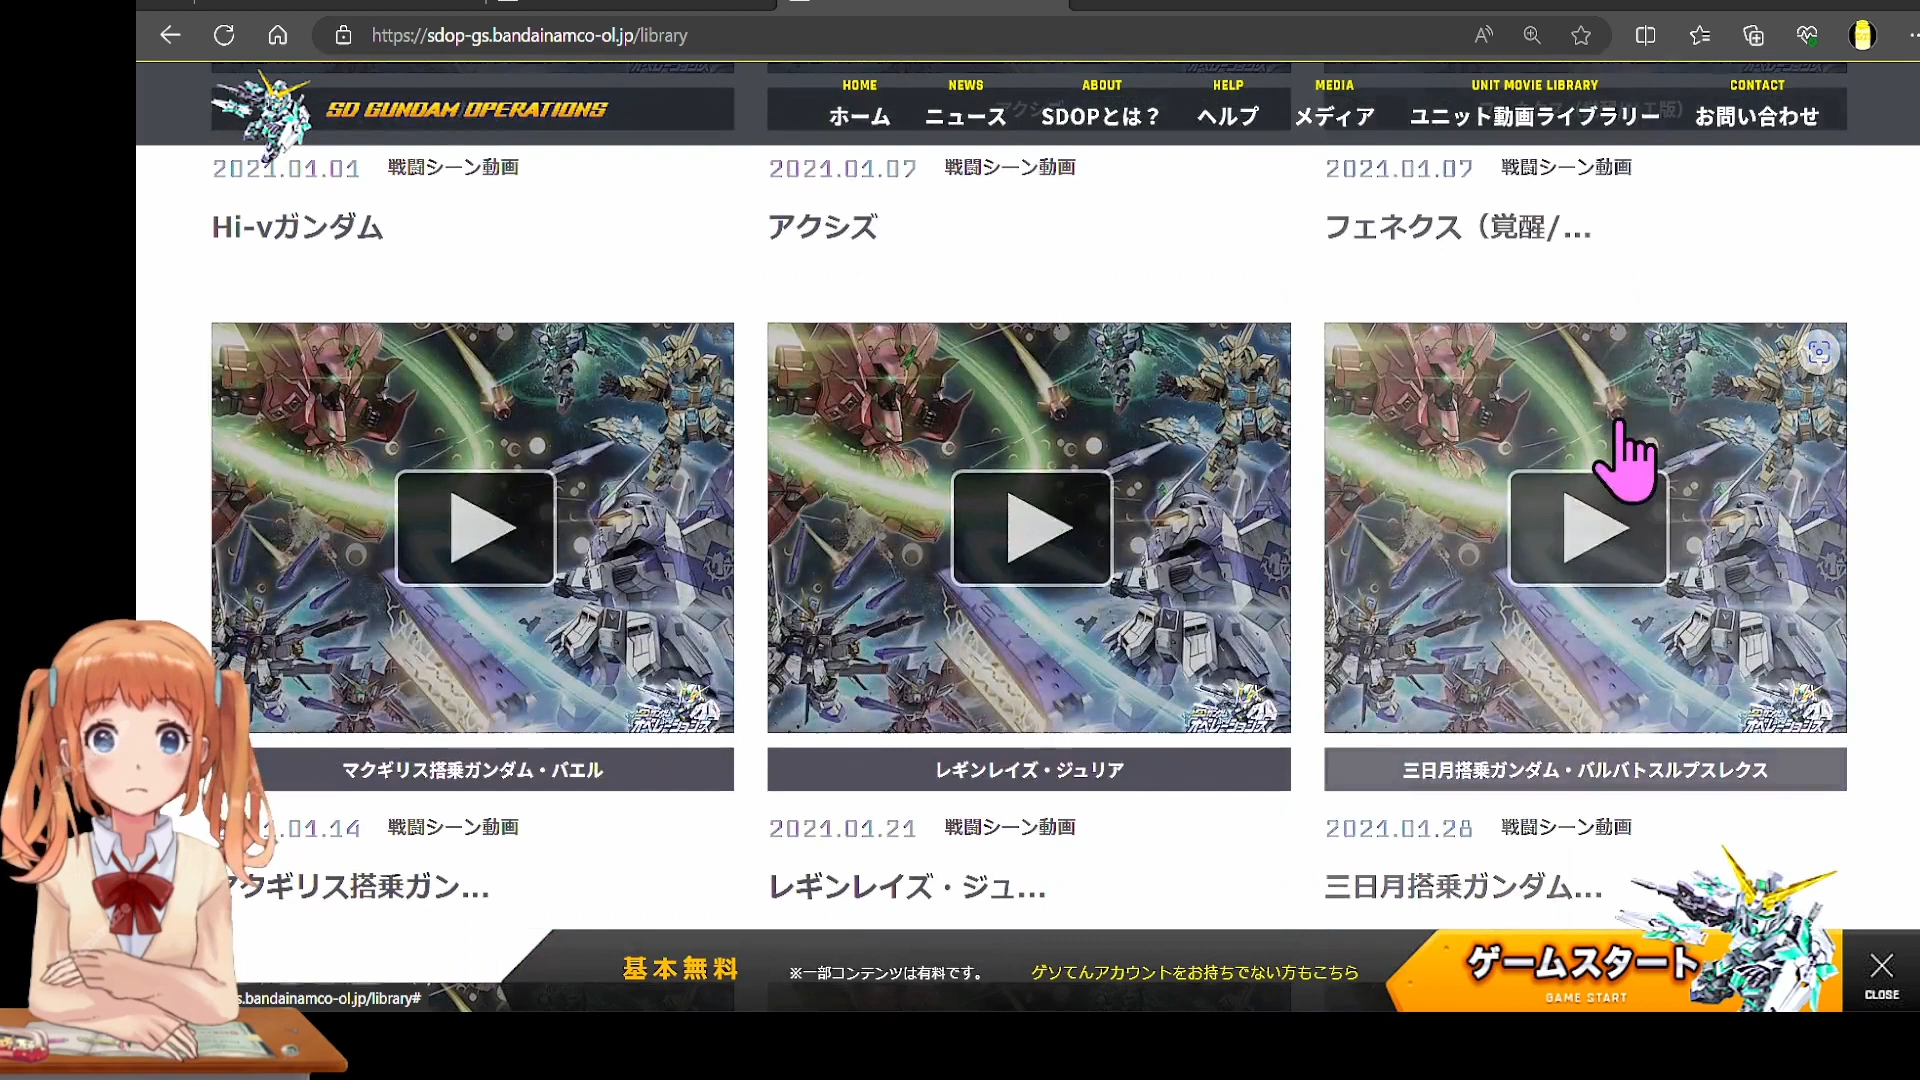 https://sdop-gs.bandainamco-ol.jp/library
SD GUNDAM OPERATIONS
HOME
ホーム
NEWS
ニュース
ABOUT
SDOPとは？
HELP
ヘルプ
MEDIA
メディア
UNIT MOVIE LIBRARY
ユニット動画ライブラリー
CONTACT
お問い合わせ
2021.01.01 戦闘シーン動画
Hi-νガンダム
2021.01.07 戦闘シーン動画
アクシズ
2021.01.07 戦闘シーン動画
フェネクス（覚醒/...
マクギリス搭乗ガンダム・バエル
レギンレイズ・ジュリア
三日月搭乗ガンダム・バルバトスルプスレクス
1.01.14 戦闘シーン動画
クギリス搭乗ガン...
2021.01.21 戦闘シーン動画
レギンレイズ・ジュ...
2021.01.28 戦闘シーン動画
三日月搭乗ガンダム...
基本無料
※一部コンテンツは有料です。
ゲソてんアカウントをお持ちでない方もこちら
ゲームスタート
GAME START
CLOSE
s.bandainamco-ol.jp/library#